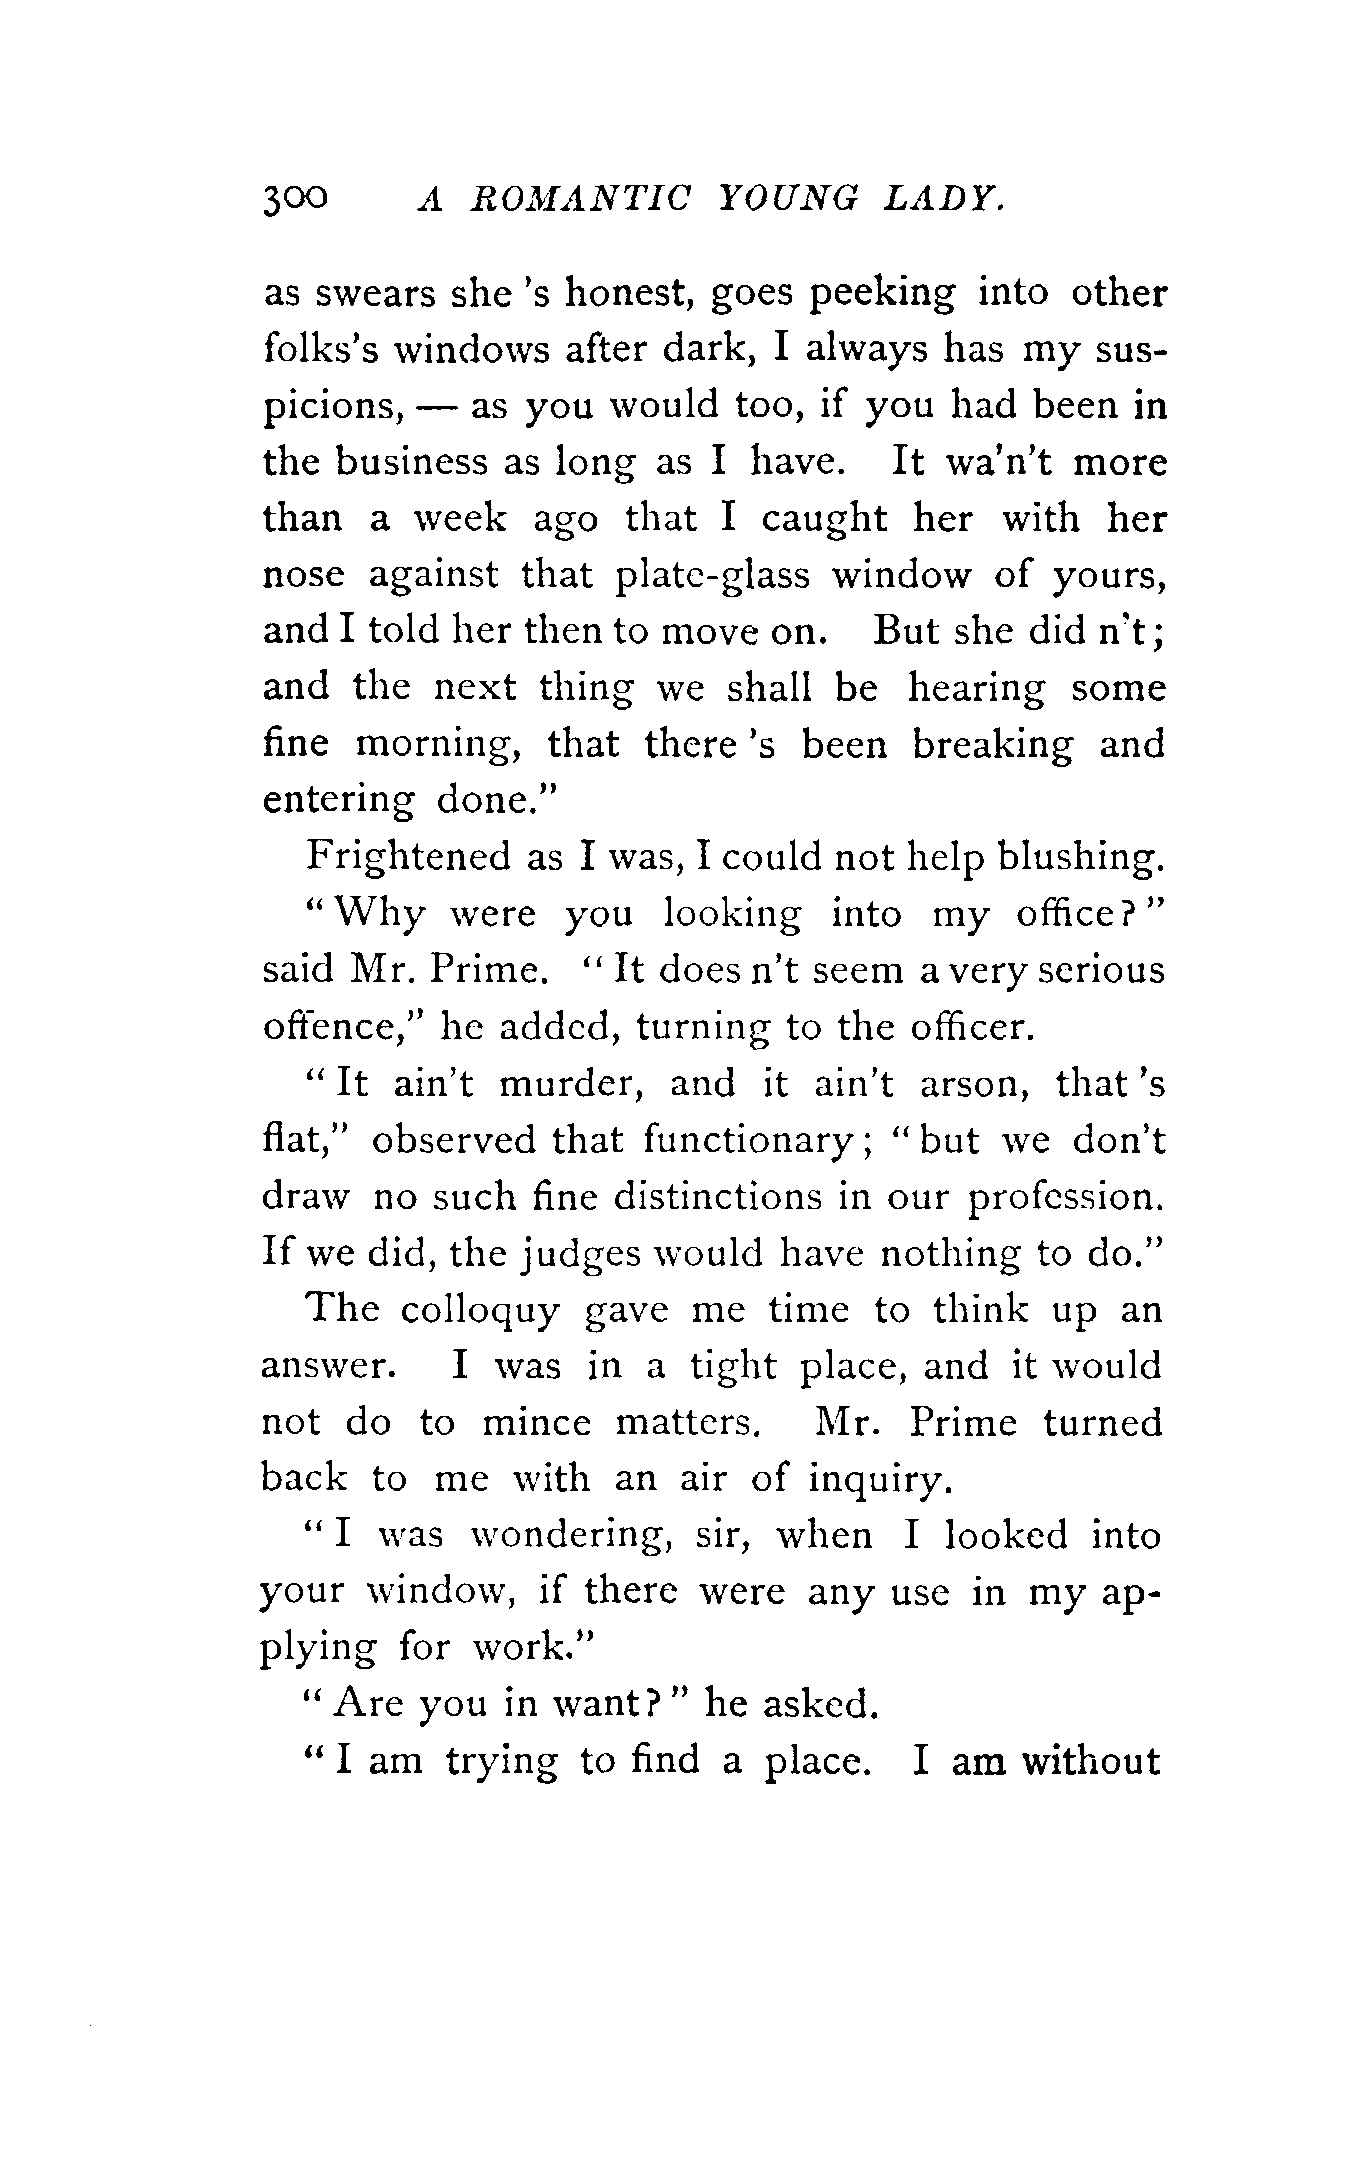 300 A ROMANTIC YOUNG LADY.
as swears she 's honest, goes peeking into other
folks's windows after dark, I always has my sus-
picions, — as you would too, if you had been in
the business as long as I have. It wa'n't more
than a week ago that I caught her with her
nose against that plate-glass window of yours,
and I told her then to move on. But she did n't;
and the next thing we shall be hearing some
fine morning, that there 's been breaking and
entering done."
Frightened as I was, I could not help blushing.
"Why were you looking into my office?"
said Mr. Prime. "It does n't seem a very serious
offence," he added, turning to the officer.
"It ain't murder, and it ain't arson, that 's
flat," observed that functionary; "but we don't
draw no such fine distinctions in our profession.
If we did, the judges would have nothing to do."
The colloquy gave me time to think up an
answer. I was in a tight place, and it would
not do to mince matters. Mr. Prime turned
back to me with an air of inquiry.
"I was wondering, sir, when I looked into
your window, if there were any use in my ap-
plying for work."
"Are you in want?" he asked.
"I am trying to find a place. I am without